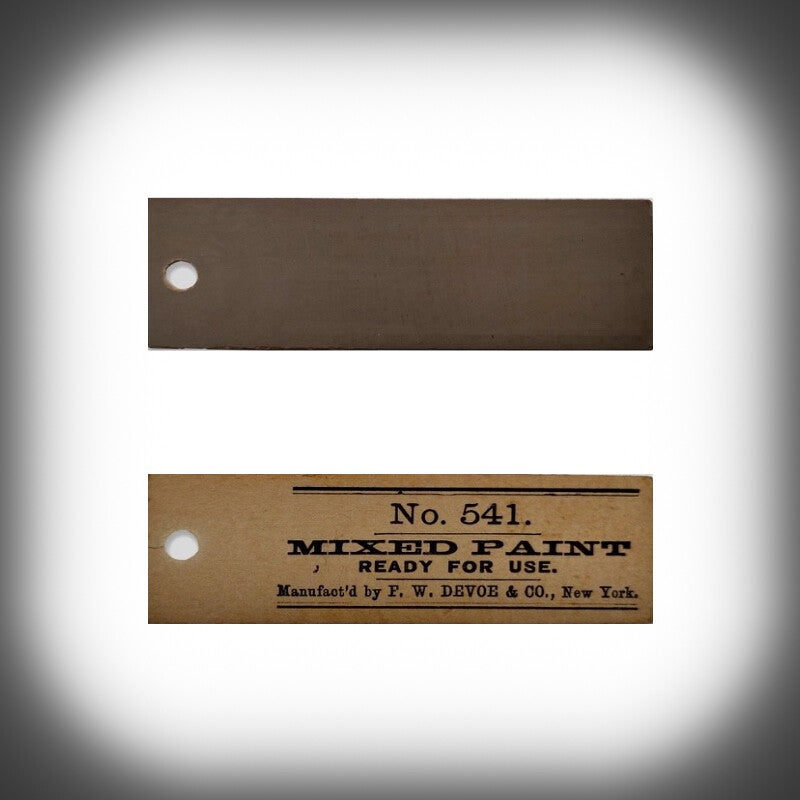 No. 541.
MIXED PAINT
READY FOR USE.
Manufact'd by F. W. DEVOE & CO., New York.